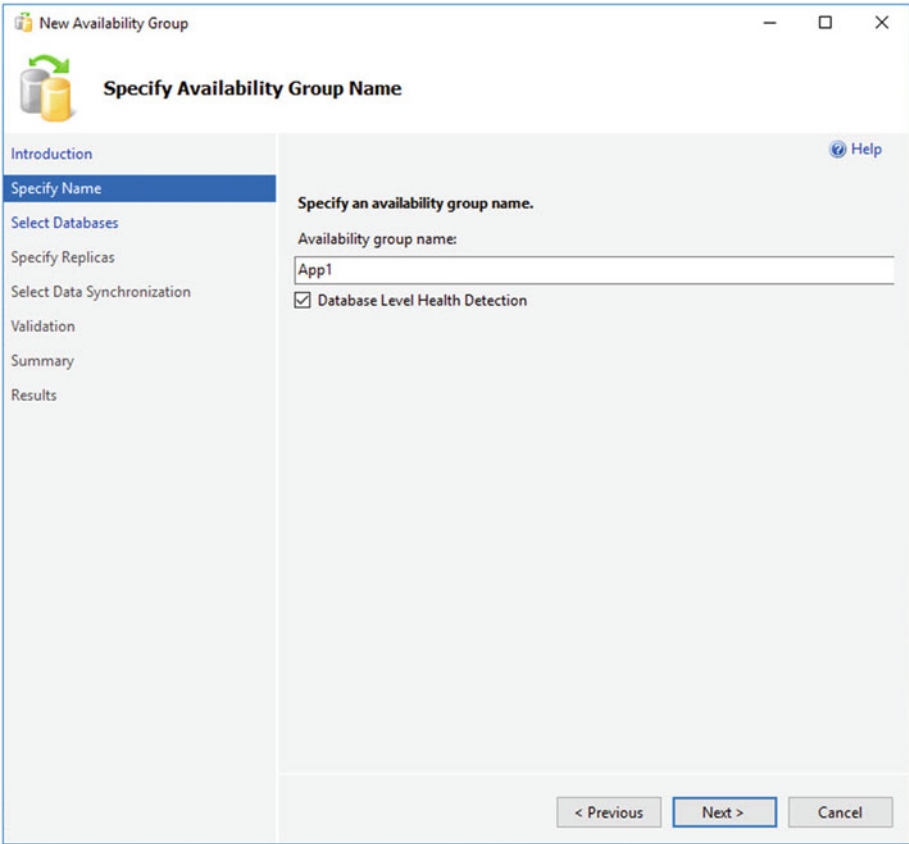 New Availability Group
Specify Availability Group Name
Introduction
Specify Name
Select Databases
Specify Replicas
Select Data Synchronization
Validation
Summary
Results
Help
Specify an availability group name.
Availability group name:
App1
Database Level Health Detection
< Previous
Next >
Cancel